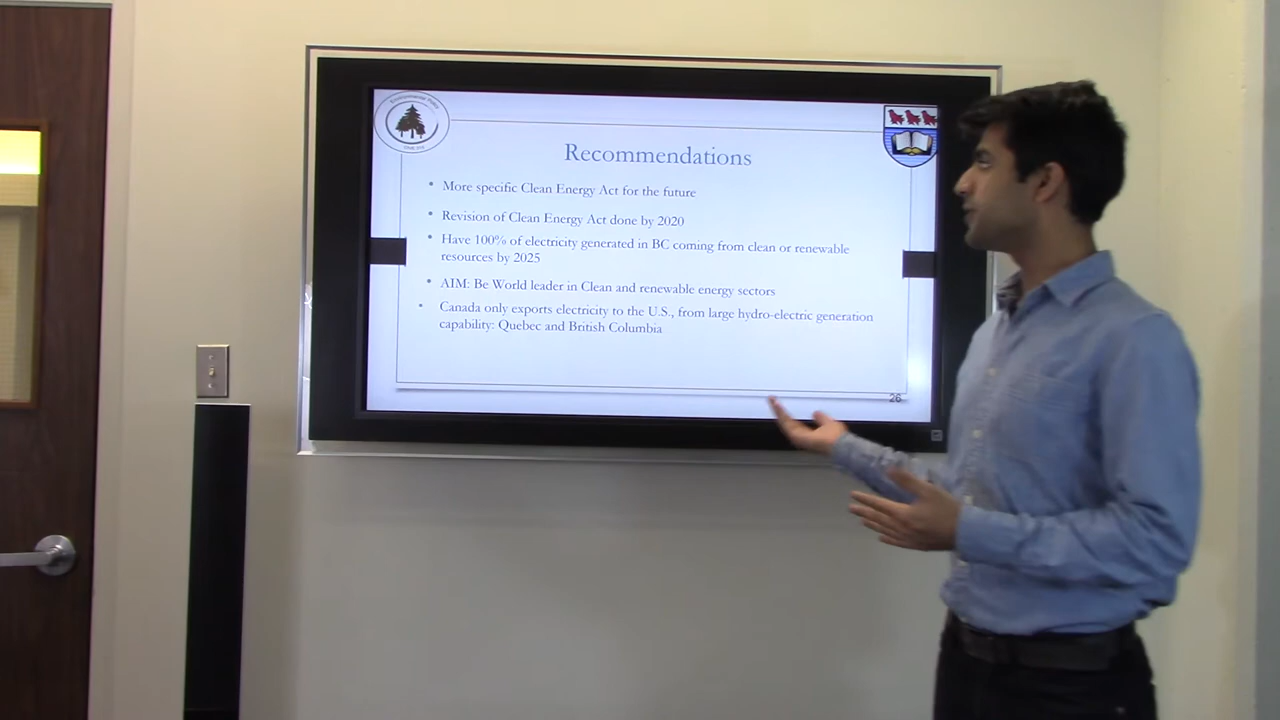 Environmental Policy
Recommendations
• More specific Clean Energy Act for the future
• Revision of Clean Energy Act done by 2020
• Have 100% of electricity generated in BC coming from clean or renewable
resources by 2025
• AIM: Be World leader in Clean and renewable energy sectors
• Canada only exports electricity to the U.S., from large hydro-electric generation
capability: Quebec and British Columbia
26